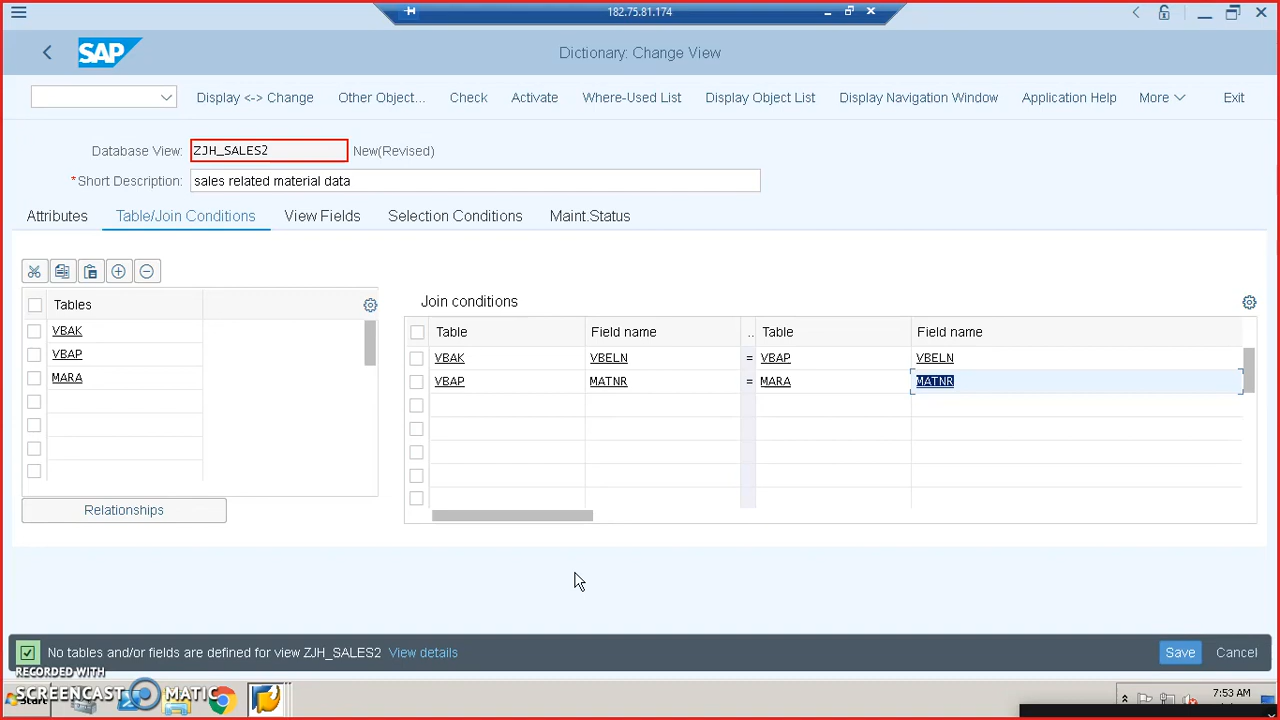 182.75.81.174
SAP
Dictionary: Change View
Display <-> Change Other Object... Check Activate Where-Used List Display Object List Display Navigation Window Application Help More Exit
Database View: ZJH_SALES2 New(Revised)
*Short Description: sales related material data
Attributes Table/Join Conditions View Fields Selection Conditions Maint.Status
Join conditions
Tables
Table Field name .. Table Field name
VBAK
VBAP
MARA
VBAK VBELN = VBAP VBELN
VBAP MATNR = MARA MATNR
Relationships
No tables and/or fields are defined for view ZJH_SALES2 View details Save Cancel
RECORDED WITH
SCREENCAST MATIC
Start
7:53 AM